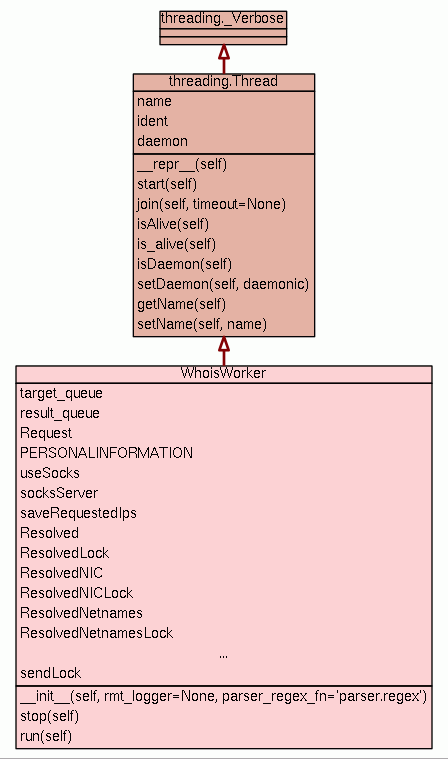 threading._Verbose
threading.Thread
name
ident
daemon
__repr__(self)
start(self)
join(self, timeout=None)
isAlive(self)
is_alive(self)
isDaemon(self)
setDaemon(self, daemonic)
getName(self)
setName(self, name)
WhoisWorker
target_queue
result_queue
Request
PERSONALINFORMATION
useSocks
socksServer
saveRequestedIps
Resolved
ResolvedLock
ResolvedNIC
ResolvedNICLock
ResolvedNetnames
ResolvedNetnamesLock
...
sendLock
__init__(self, rmt_logger=None, parser_regex_fn='parser.regex')
stop(self)
run(self)